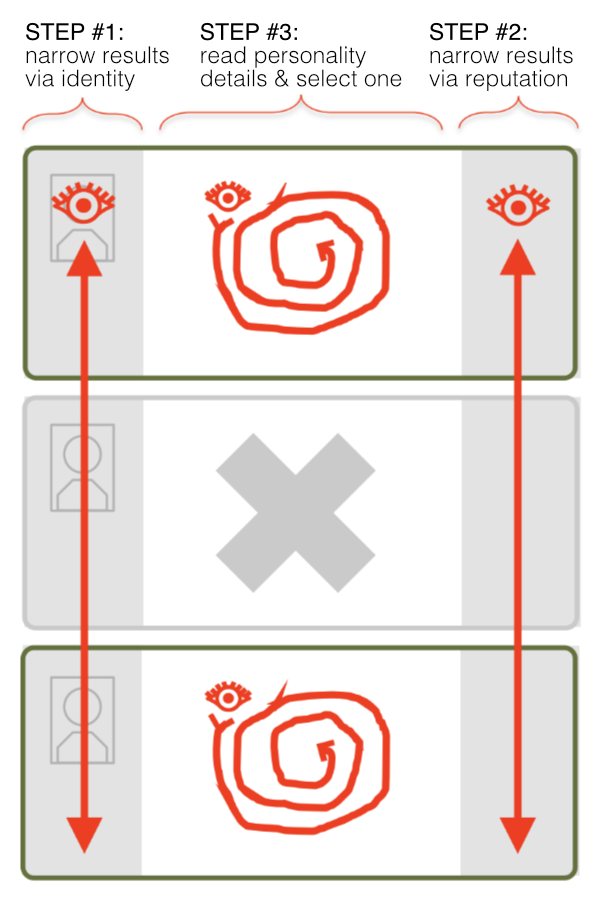 STEP #1:
narrow results
via identity
STEP #3:
read personality
details & select one
STEP #2:
narrow results
via reputation